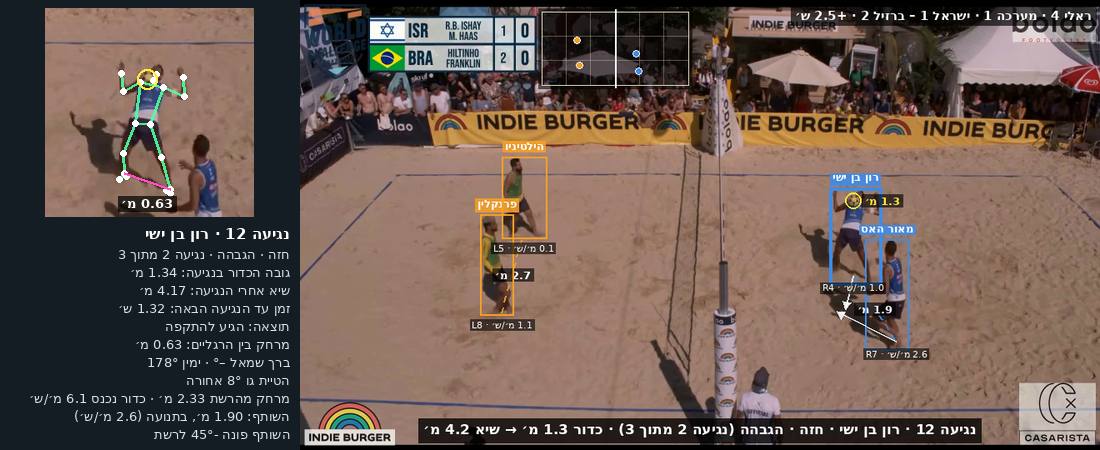 0.63 מ׳
נגיעה 12 · רון בן ישי
חזה · הגבהה · נגיעה 2 מתוך 3
גובה הכדור בנגיעה: 1.34 מ׳
שיא אחרי הנגיעה: 4.17 מ׳
זמן עד הנגיעה הבאה: 1.32 ש׳
תוצאה: הגיע להתקפה
מרחק בין הרגליים: 0.63 מ׳
ברך שמאל –° · ימין 178°
הטיית גו 8° אחורה
מרחק מהרשת 2.33 מ׳ · כדור נכנס 6.1 מ׳/ש׳
השותף: 1.90 מ׳, בתנועה (2.6 מ׳/ש׳)
השותף פונה -45° לרשת
ראלי 4 · מערכה 1 · ישראל 1 – ברזיל 2 · +2.5 ש׳
ISR R.B. ISHAY M. HAAS 1 0
BRA HILTINHO FRANKLIN 2 0
INDIE BURGER
bolao
CASARISTA
bolao
INDIE BURGER
INDIE BURGER
הילטיניו
פרנקלין
L5 · 0.1 מ׳/ש׳
2.7 מ׳
L8 · 1.1 מ׳/ש׳
רון בן ישי
1.3 מ׳
מאור האס
R4 · 1.0 מ׳/ש׳
1.9 מ׳
R7 · 2.6 מ׳/ש׳
INDIE BURGER
נגיעה 12 · רון בן ישי · חזה · הגבהה (נגיעה 2 מתוך 3) · כדור 1.3 מ׳ → שיא 4.2 מ׳
CASARISTA